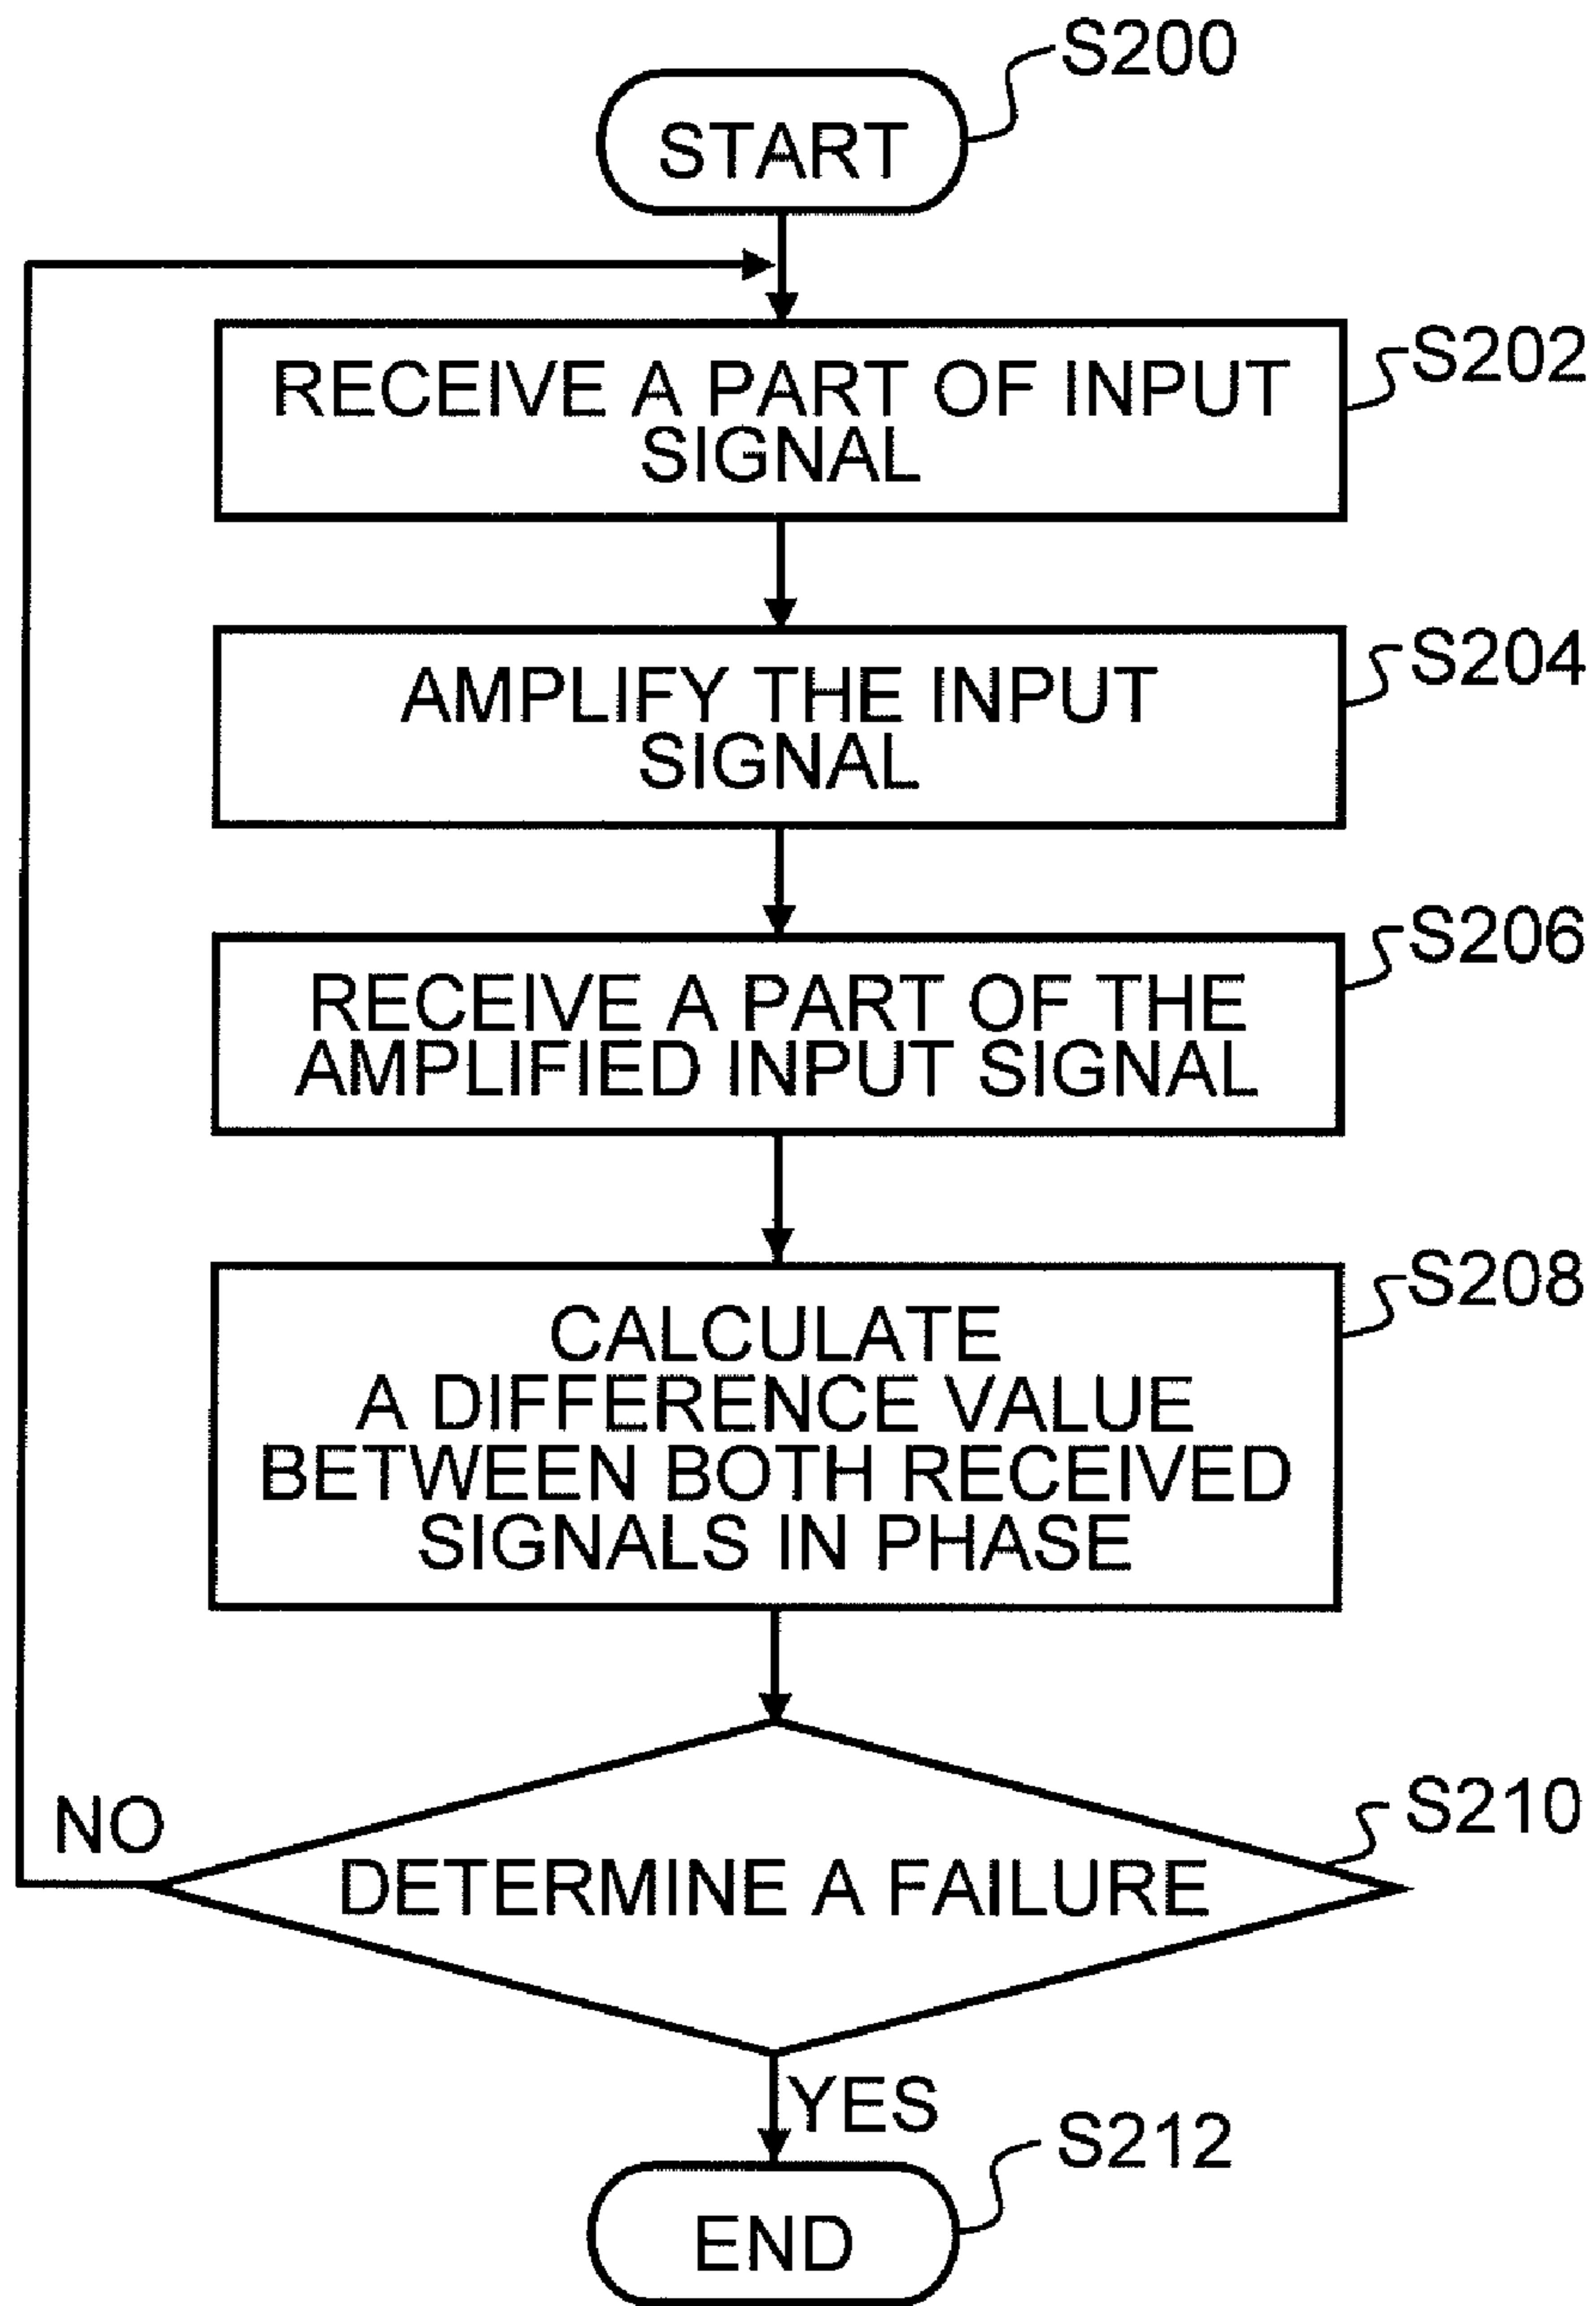 S200
START
S202
RECEIVE A PART OF INPUT
SIGNAL
S204
AMPLIFY THE INPUT
SIGNAL
S206
RECEIVE A PART OF THE
AMPLIFIED INPUT SIGNAL
S208
CALCULATE
A DIFFERENCE VALUE
BETWEEN BOTH RECEIVED
SIGNALS IN PHASE
NO
S210
DETERMINE A FAILURE
YES
S212
END